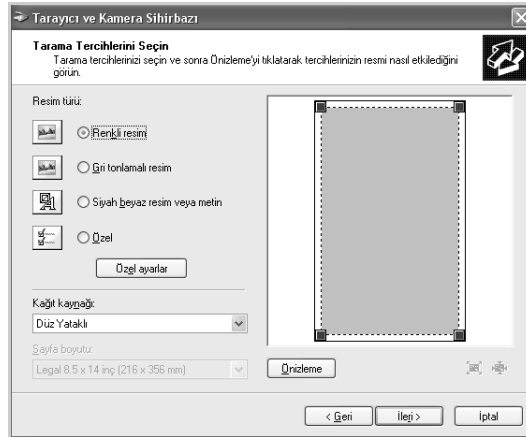 Tarayıcı ve Kamera Sihirbazı
Tarama Tercihlerini Seçin
Tarama tercihlerinizi seçin ve sonra Önizleme'yi tıklatarak tercihlerinizin resmi nasıl etkilediğini
görün.
Resim türü:
Renkli resim
Gri tonlamalı resim
Siyah beyaz resim veya metin
Özel
Özel ayarlar
Kağıt kaynağı:
Düz Yataklı
Sayfa boyutu:
Legal 8.5 x 14 inç (216 x 356 mm)
Önizleme
< Geri
İleri >
İptal